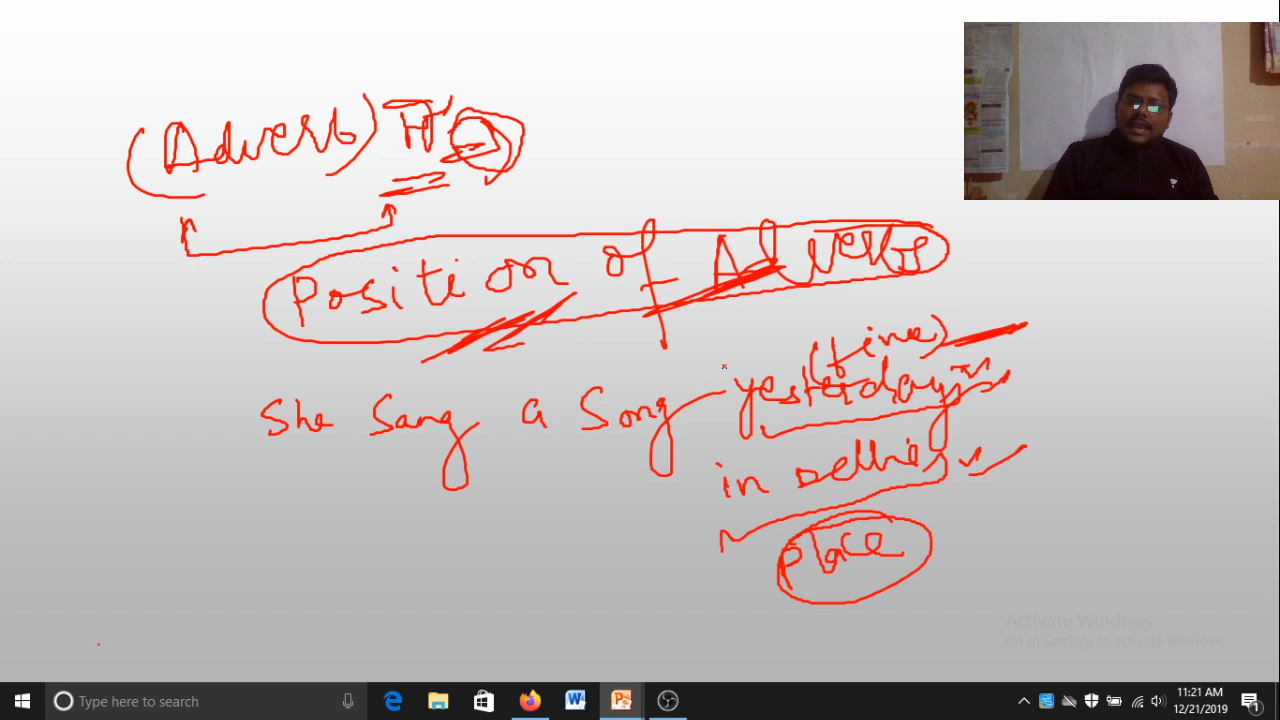 (Adverb)
Position of Adverbs
(time)
She Sang a Song yesterday
in Delhi
Place
Activate Windows
Go to Settings to activate Windows.
Type here to search
11:21 AM
12/21/2019